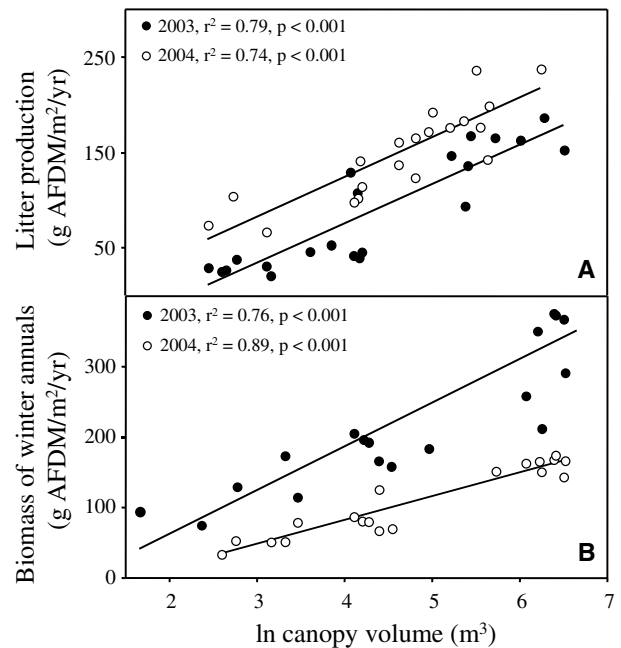 2003, r² = 0.79, p < 0.001
2004, r² = 0.74, p < 0.001
250
150
50
Litter production
(g AFDM/m²/yr)
A
2003, r² = 0.76, p < 0.001
2004, r² = 0.89, p < 0.001
300
200
100
0
Biomass of winter annuals
(g AFDM/m²/yr)
B
2 3 4 5 6 7
ln canopy volume (m³)